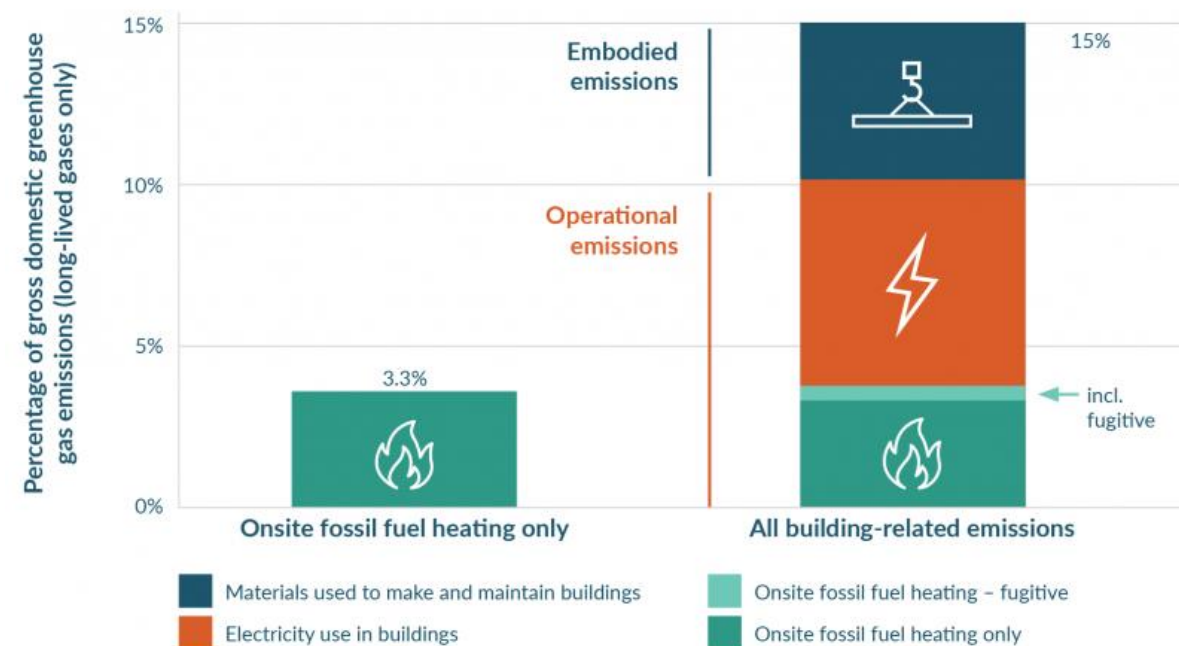 Percentage of gross domestic greenhouse
gas emissions (long-lived gases only)
15%
10%
5%
0%
Embodied
emissions
Operational
emissions
15%
3.3%
incl.
fugitive
Onsite fossil fuel heating only
All building-related emissions
Materials used to make and maintain buildings
Electricity use in buildings
Onsite fossil fuel heating – fugitive
Onsite fossil fuel heating only